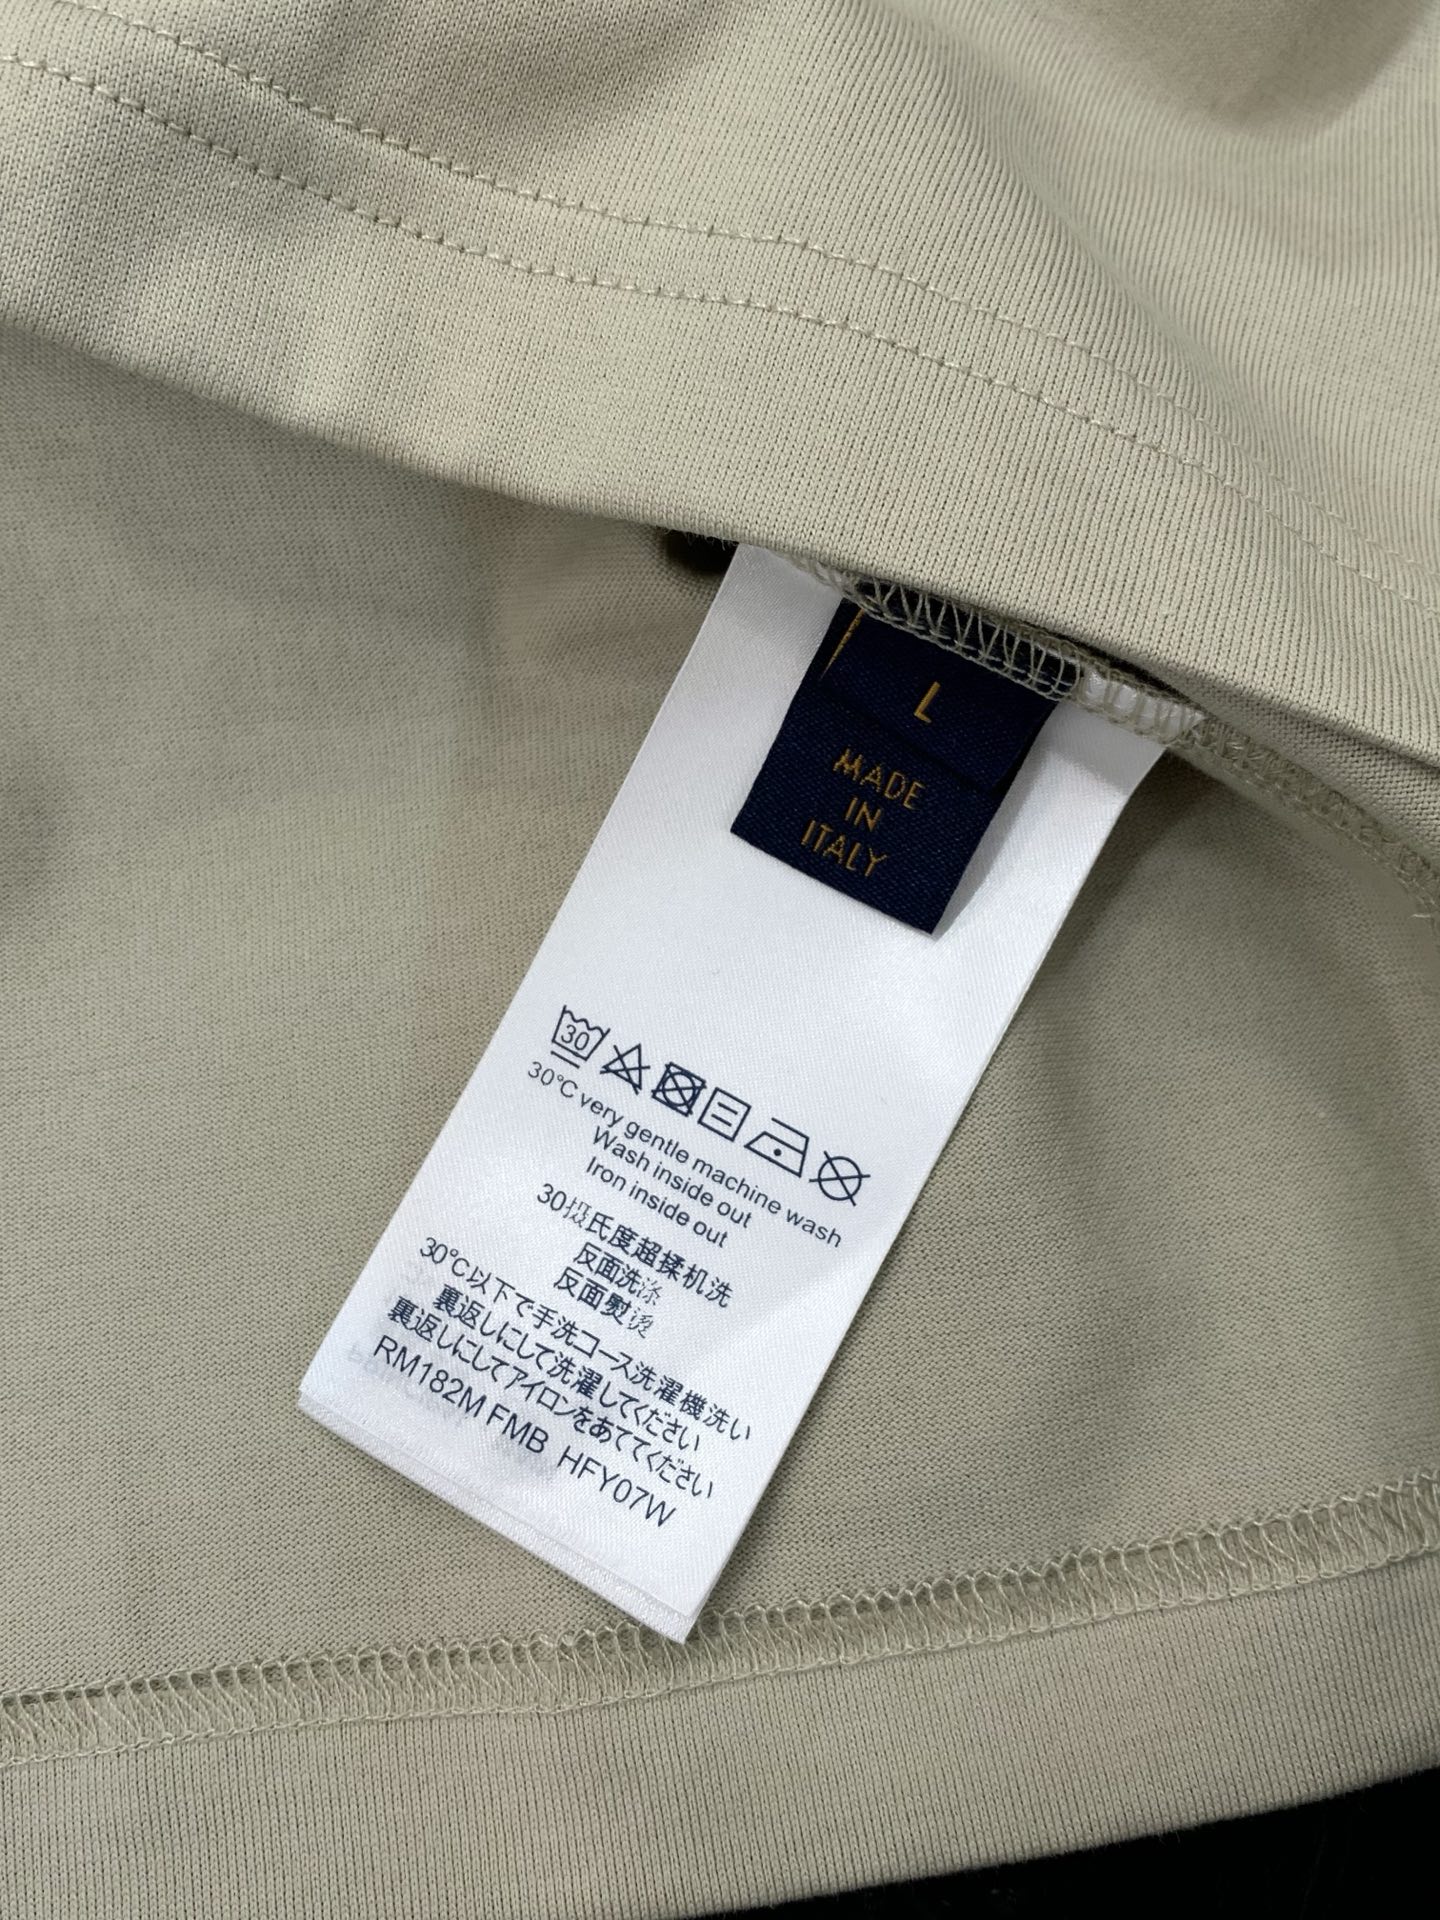 L
MADE
IN
ITALY
30
30°C very gentle machine wash
Wash inside out
Iron inside out
30摄氏度超揉机洗
反面洗涤
反面熨烫
30°C以下で手洗コース洗濯機洗い
裏返しにして洗濯してください
裏返しにしてアイロンをあててください
RM182M FMB HFY07W